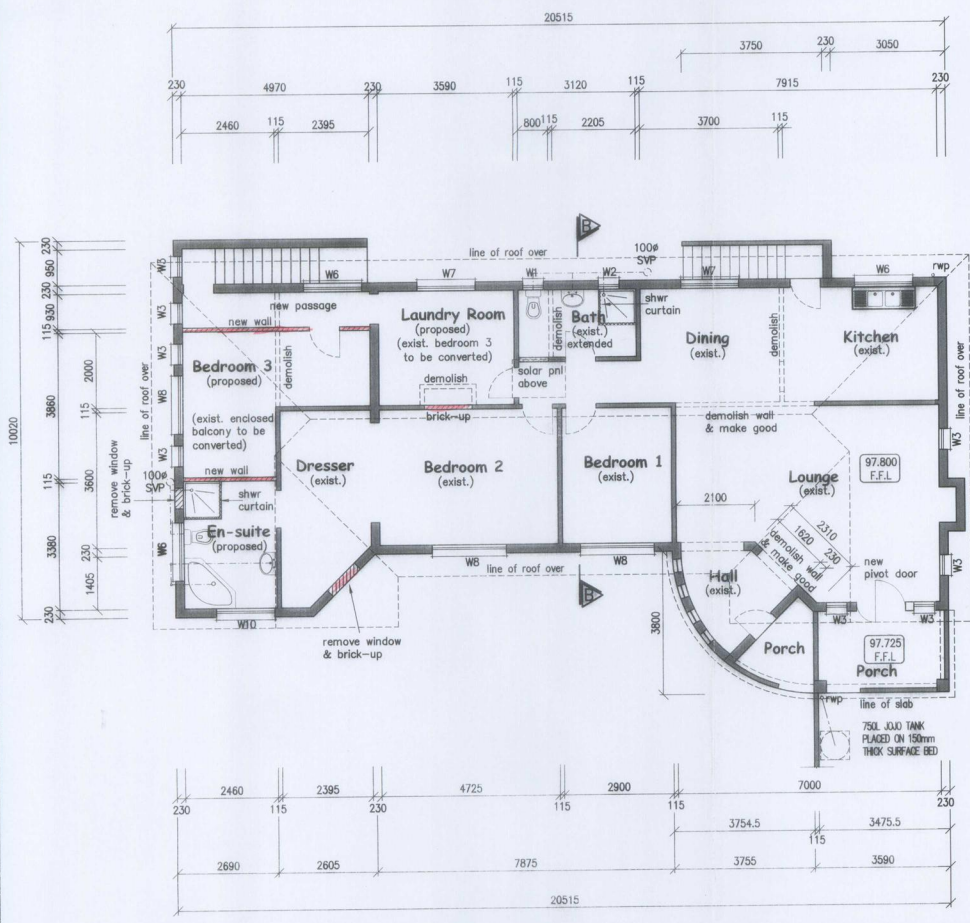 20515
3750 230 3050
230 4970 230 3590 115 3120 115 7915 230
2460 115 2395 800 115 2205 3700 115
10020
230
950
230
930
115
3860
115
3380
230
2000
115
3600
230
1405
B
line of roof over
100ø
SVP
W3
W6
W7
W1
W2
W7
W6
rwp
new passage
W3
new wall
Laundry Room
(proposed)
(exist. bedroom 3
to be converted)
demolish
Bath
(exist.)
extended
shwr
curtain
Dining
(exist.)
demolish
Kitchen
(exist.)
line of roof over
W3
Bedroom 3
(proposed)
demolish
demolish
solar pnl
above
line of roof over
W8
(exist. enclosed
balcony to be
converted)
brick-up
demolish wall
& make good
W3
new wall
Dresser
(exist.)
Bedroom 2
(exist.)
Bedroom 1
(exist.)
Lounge
(exist.)
97.800
F.F.L
W3
100ø
SVP
remove window
& brick-up
shwr
curtain
En-suite
(proposed)
W6
2100
2310
1620
230
demolish wall
& make good
new
pivot door
W8
W8
line of roof over
Hall
(exist.)
W3
W3
W3
W10
B
3800
remove window
& brick-up
Porch
97.725
F.F.L
Porch
rwp
line of slab
750L JOJO TANK
PLACED ON 150mm
THICK SURFACE BED
2460 2395 4725 2900 7000
230 115 230 115 115 230
3754.5 3475.5
115
2690 2605 7875 3755 3590
20515